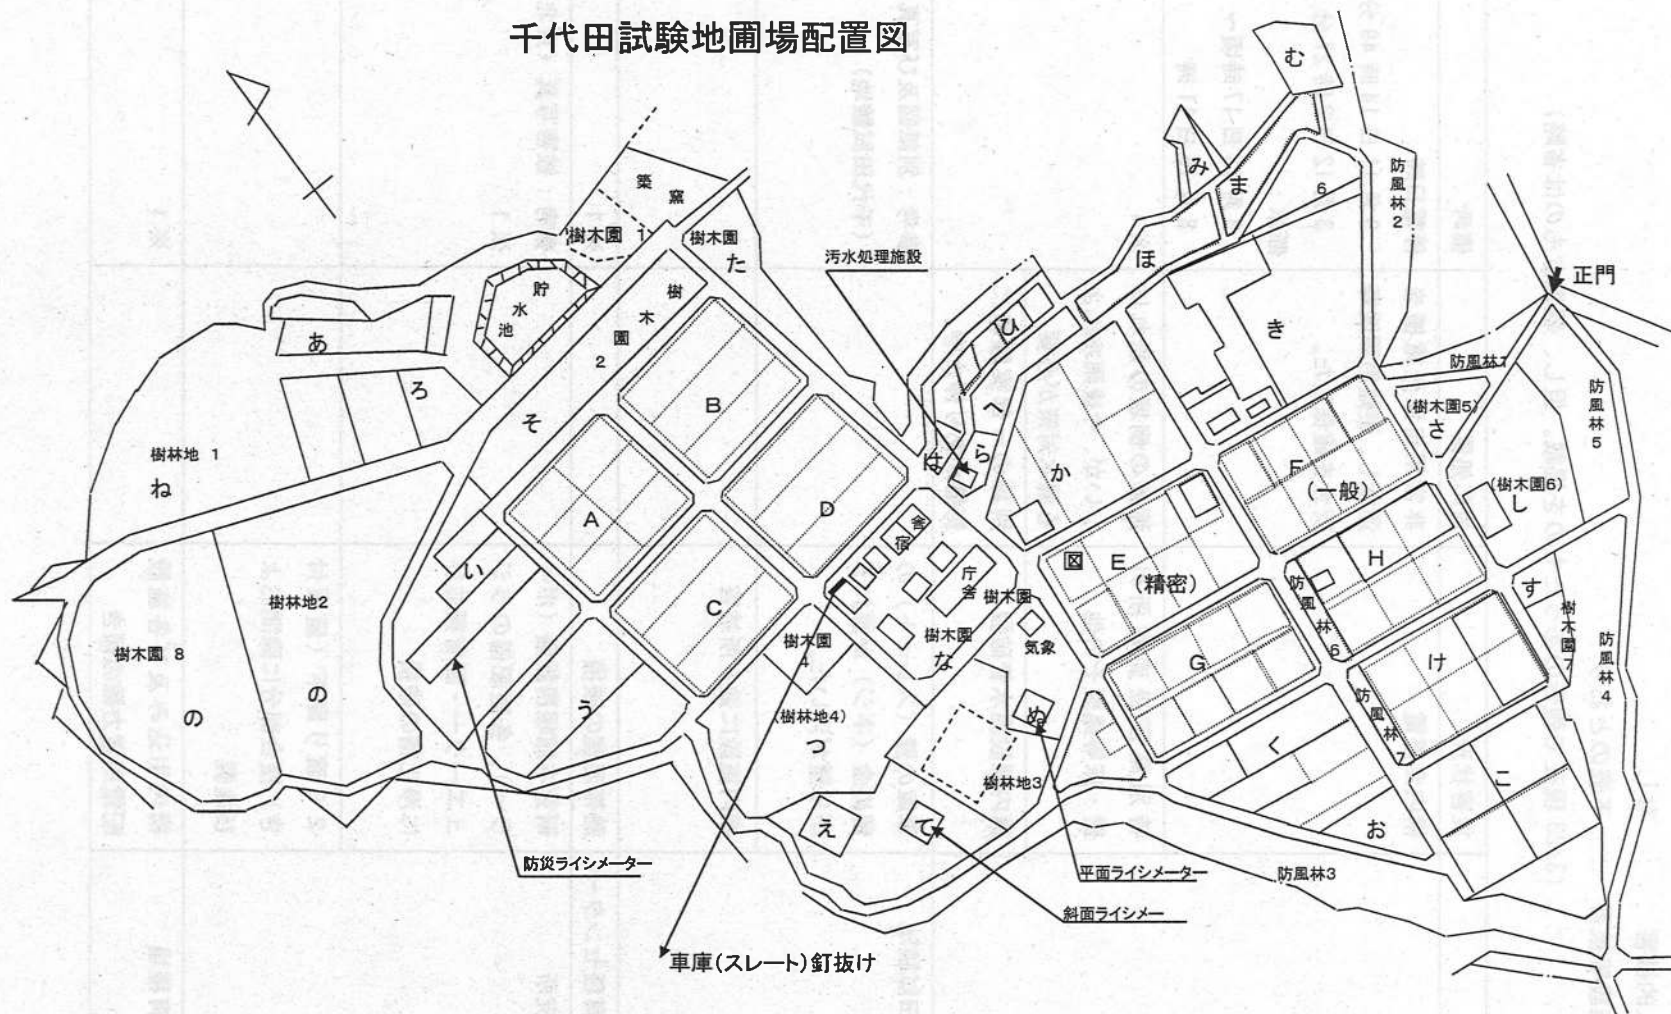 千代田試験地圃場配置図
む
築
窯
樹木園 1
樹木園
た
汚水処理施設
み
ま
6
防風林2
ほ
正門
貯水池
樹木園2
ひ
き
あ
ろ
そ
B
へ
防風林1
防風林5
(樹木園5)
さ
樹林地 1
ね
は
ら
か
F
(一般)
(樹木園6)
し
A
D
宿舎
庁舎
図 E
(精密)
H
す
い
C
樹木園
気象
防風林6
樹木園7
樹林地2
樹木園 8
の
の
樹木園4
樹木園
な
G
け
防風林4
う
(樹林地4)
つ
ぬ
樹林地3
く
防風林7
こ
え
て
お
防災ライシメーター
平面ライシメーター
防風林3
斜面ライシメー
車庫(スレート)釘抜け